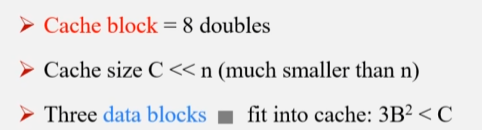 ➢ Cache block = 8 doubles
➢ Cache size C << n (much smaller than n)
➢ Three data blocks ■ fit into cache: 3B² < C